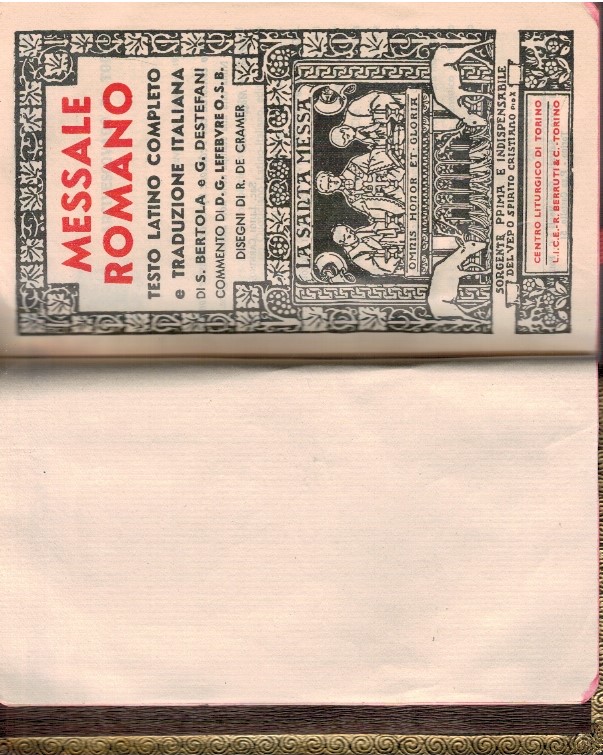 MESSALE
ROMANO
TESTO LATINO COMPLETO
e TRADUZIONE ITALIANA
DI S. BERTOLA e G. DESTEFANI
COMMENTO DI D. G. LEFEBVRE O. S. B.
DISEGNI DI R. DE CRAMER
LA SANTA MESSA
OMNIS HONOR ET GLORIA
SORGENTE PRIMA E INDISPENSABILE
DEL VERO SPIRITO CRISTIANO PIO X
CENTRO LITURGICO DI TORINO
L.I.C.E. - R. BERRUTI & C. - TORINO